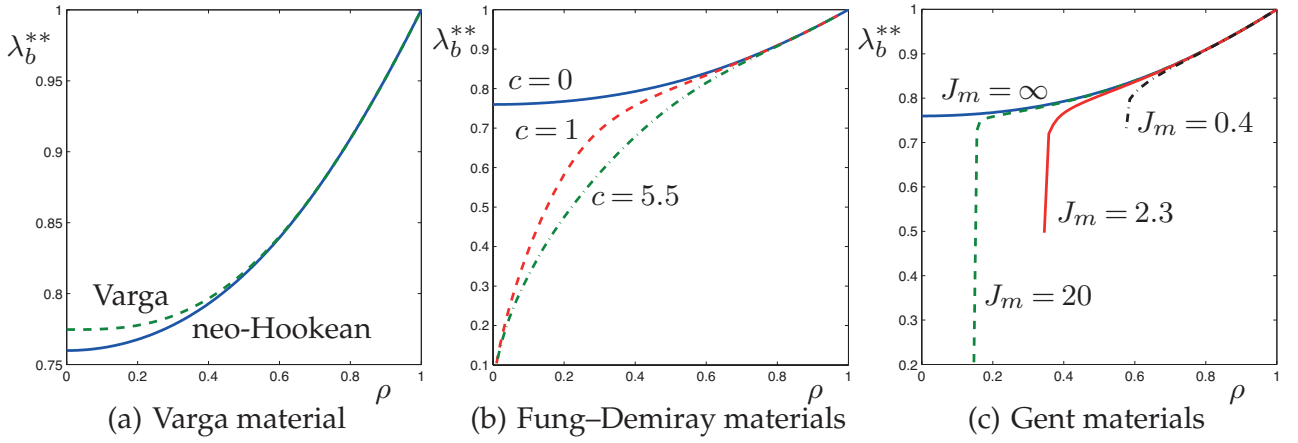 λ_b^**
1
0.95
0.9
0.85
0.8
0.75
0
0.2
0.4
0.6
0.8
1
ρ
Varga
neo-Hookean
(a) Varga material
λ_b^**
1
0.9
0.8
0.7
0.6
0.5
0.4
0.3
0.2
0.1
0
0.2
0.4
0.6
0.8
1
ρ
c = 0
c = 1
c = 5.5
(b) Fung–Demiray materials
λ_b^**
1
0.9
0.8
0.7
0.6
0.5
0.4
0.3
0.2
0
0.2
0.4
0.6
0.8
1
ρ
J_m = ∞
J_m = 0.4
J_m = 2.3
J_m = 20
(c) Gent materials